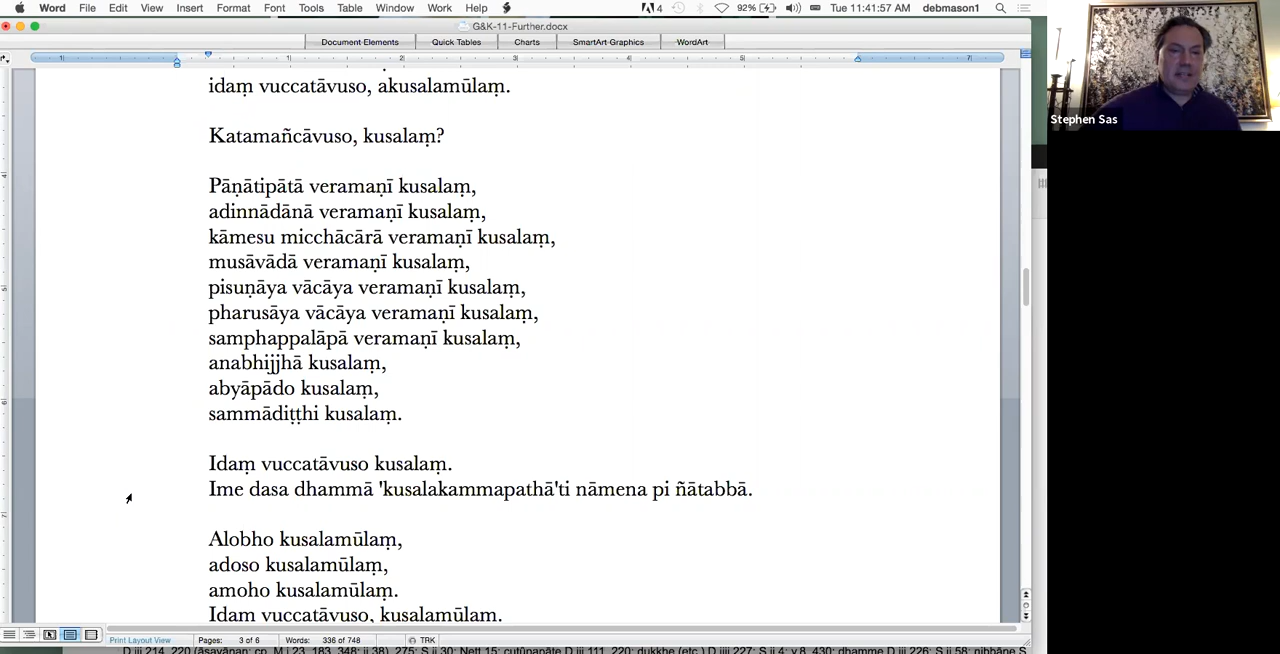 Word File Edit View Insert Format Font Tools Table Window Work Help 4 92% Tue 11:41:57 AM debmason1
G&K-11-Further.docx
Document Elements Quick Tables Charts SmartArt Graphics WordArt
idaṃ vuccatāvuso, akusalamūlaṃ.
Katamañcāvuso, kusalaṃ?
Pāṇātipātā veramaṇī kusalaṃ,
adinnādānā veramaṇī kusalaṃ,
kāmesu micchācārā veramaṇī kusalaṃ,
musāvādā veramaṇī kusalaṃ,
pisuṇāya vācāya veramaṇī kusalaṃ,
pharusāya vācāya veramaṇī kusalaṃ,
samphappalāpā veramaṇī kusalaṃ,
anabhijjhā kusalaṃ,
abyāpādo kusalaṃ,
sammādiṭṭhi kusalaṃ.
Idaṃ vuccatāvuso kusalaṃ.
Ime dasa dhammā 'kusalakammapathā'ti nāmena pi ñātabbā.
Alobho kusalamūlaṃ,
adoso kusalamūlaṃ,
amoho kusalamūlaṃ.
Idaṃ vuccatāvuso, kusalamūlaṃ.
Print Layout View Pages: 3 of 6 Words: 336 of 748 TRK
Stephen Sas